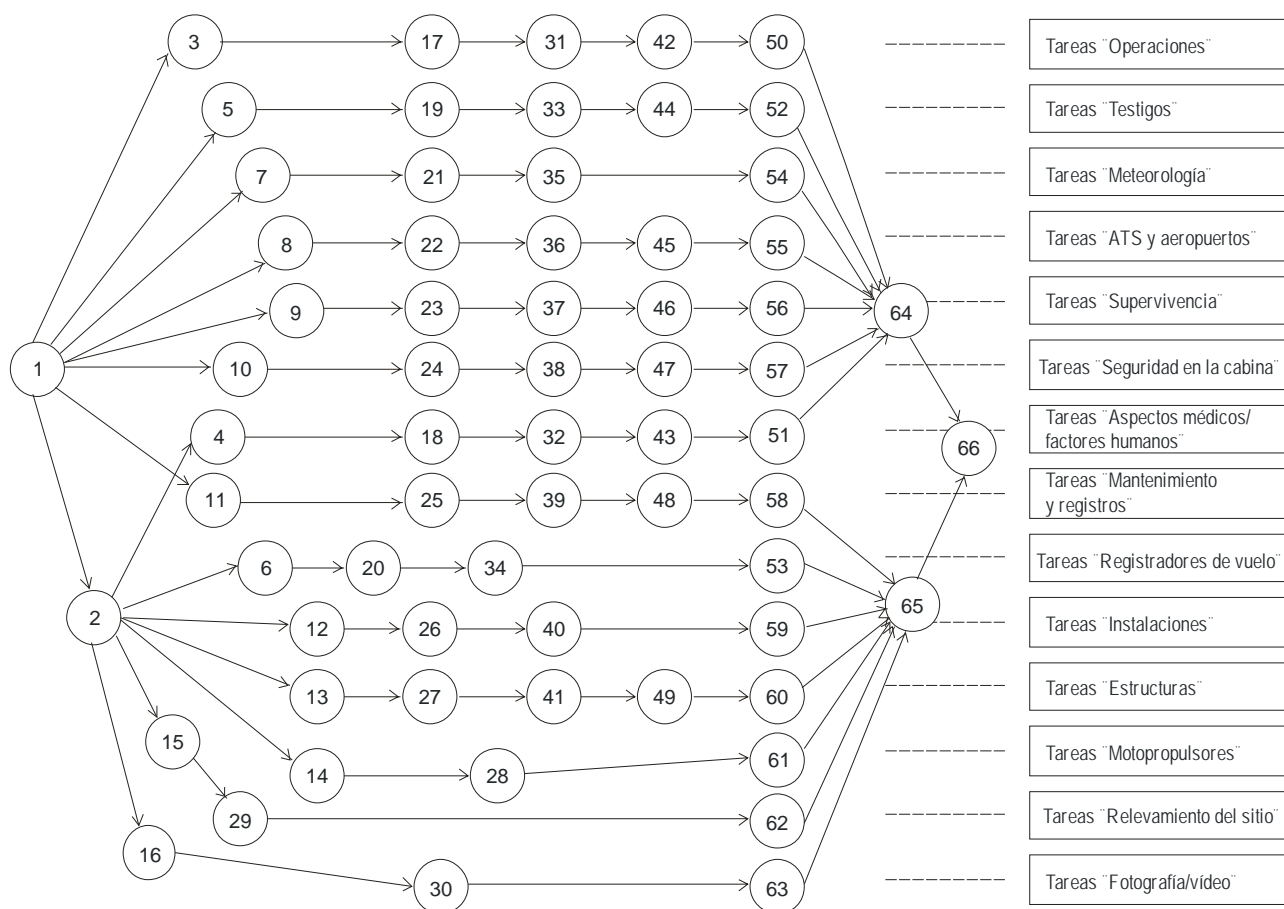 3 17 31 42 50 Tareas ¨Operaciones¨
5 19 33 44 52 Tareas ¨Testigos¨
7 21 35 54 Tareas ¨Meteorología¨
8 22 36 45 55 Tareas ¨ATS y aeropuertos¨
9 23 37 46 56 64 Tareas ¨Supervivencia¨
1 10 24 38 47 57 Tareas ¨Seguridad en la cabina¨
4 18 32 43 51 66 Tareas ¨Aspectos médicos/
factores humanos¨
11 25 39 48 58 Tareas ¨Mantenimiento
y registros¨
6 20 34 53 Tareas ¨Registradores de vuelo¨
2 12 26 40 59 65 Tareas ¨Instalaciones¨
13 27 41 49 60 Tareas ¨Estructuras¨
15 14 28 61 Tareas ¨Motopropulsores¨
29 62 Tareas ¨Relevamiento del sitio¨
16 30 63 Tareas ¨Fotografía/vídeo¨